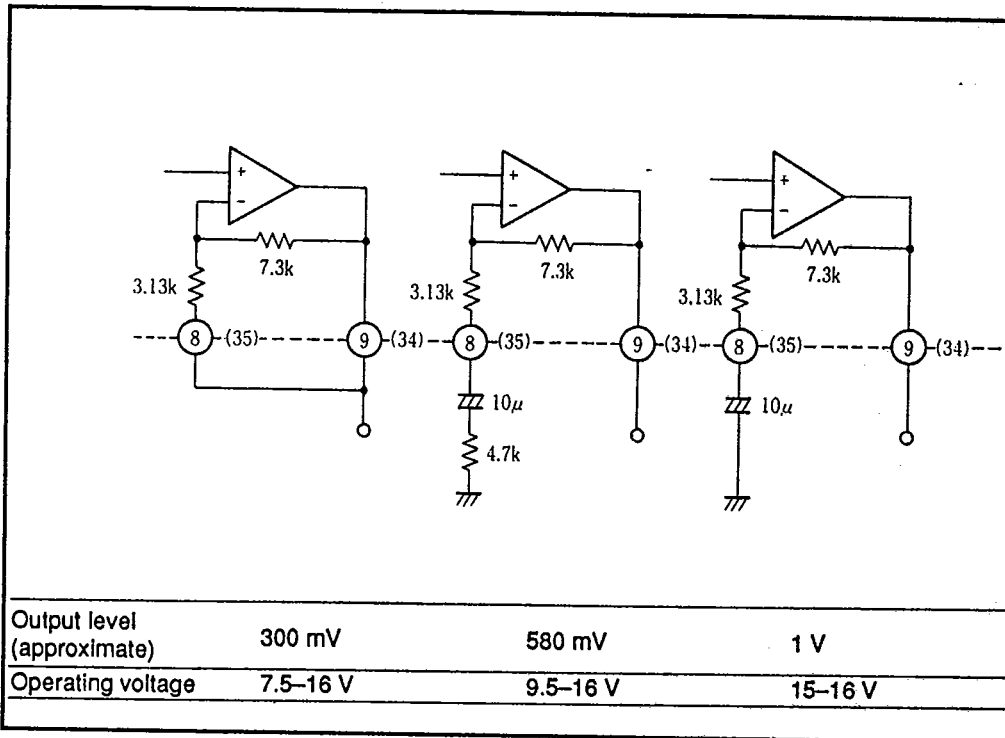 + + +
− − −
7.3k 7.3k 7.3k
3.13k 3.13k 3.13k
8 (35) 9 (34) 8 (35) 9 (34) 8 (35) 9 (34)
10μ 10μ
4.7k
Output level
(approximate) 300 mV 580 mV 1 V
Operating voltage 7.5–16 V 9.5–16 V 15–16 V